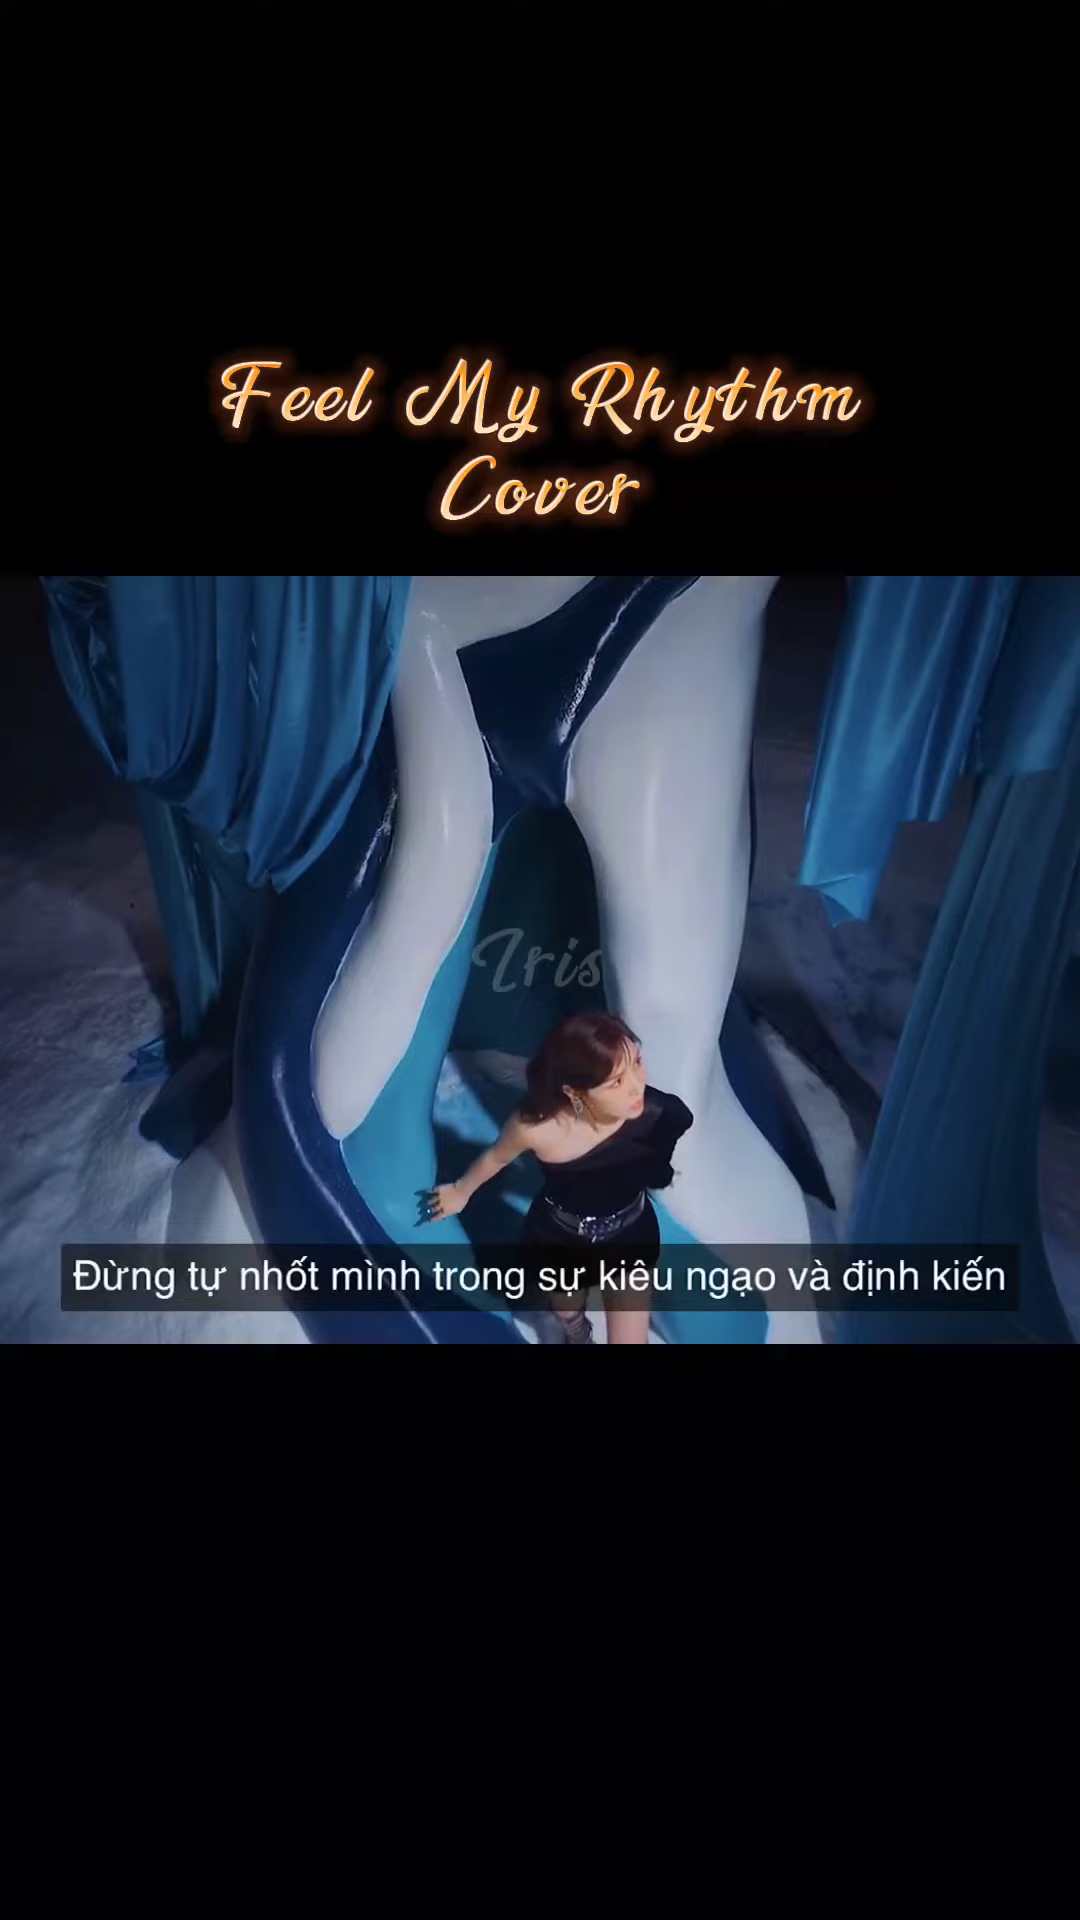 Feel My Rhythm
Cover
Iris
Đừng tự nhốt mình trong sự kiêu ngạo và định kiến